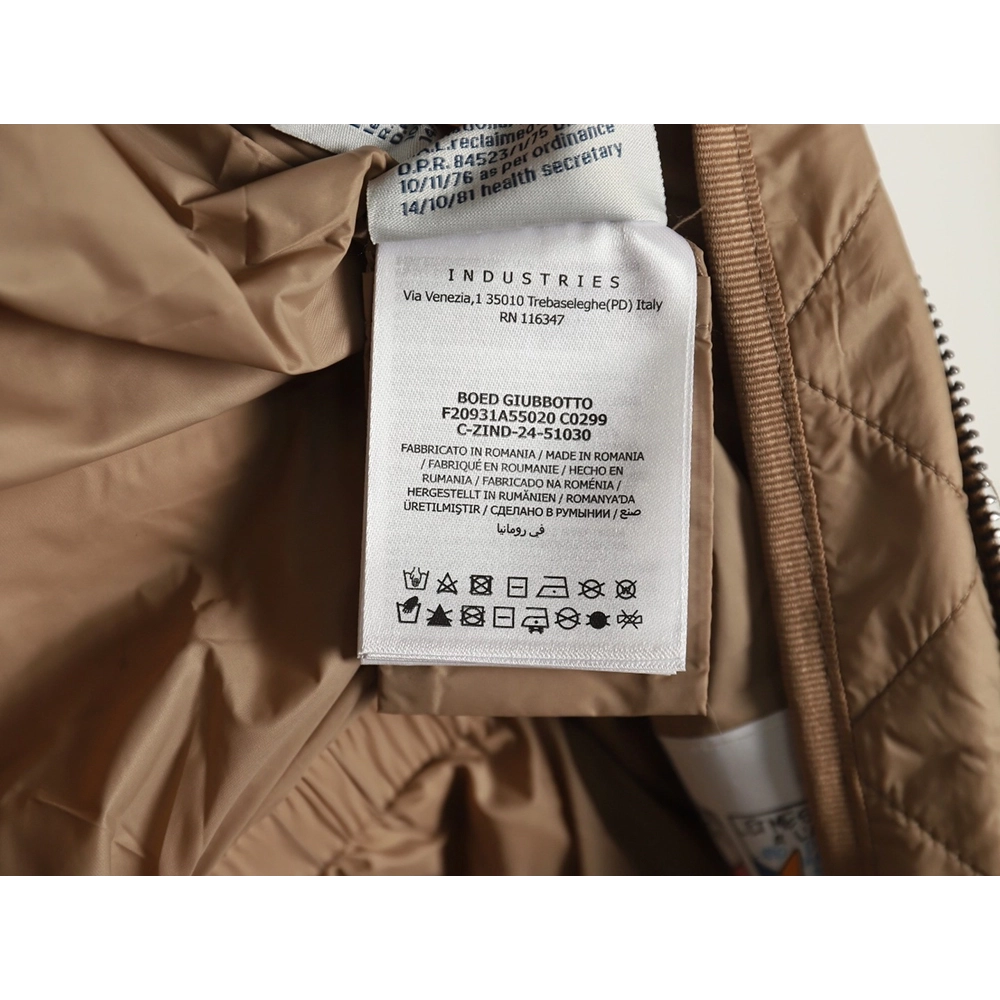 D.L.reclaimed
D.P.R. 84523/1/75
10/11/76 as per ordinance
14/10/81 health secretary
INDUSTRIES
Via Venezia,1 35010 Trebaseleghe(PD) Italy
RN 116347
BOED GIUBBOTTO
F20931A55020 C0299
C-ZIND-24-51030
FABBRICATO IN ROMANIA / MADE IN ROMANIA
/ FABRIQUÉ EN ROUMANIE / HECHO EN
RUMANIA / FABRICADO NA ROMÉNIA /
HERGESTELLT IN RUMÄNIEN / ROMANYA'DA
ÜRETILMIŞTIR / СДЕЛАНО В РУМЫНИИ / صنع
في رومانيا